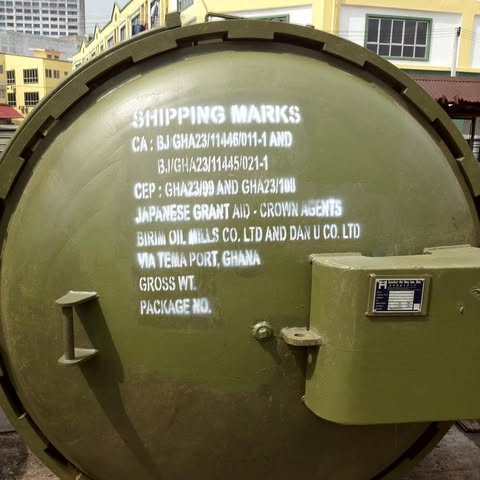 SHIPPING MARKS
CA : BJ GHA23/11446/011-1 AND
BJ/GHA23/11445/021-1
CEP : GHA23/99 AND GHA23/108
JAPANESE GRANT AID - CROWN AGENTS
BIRIM OIL MILLS CO. LTD AND DAN U CO. LTD
VIA TEMA PORT, GHANA
GROSS WT.
PACKAGE NO.